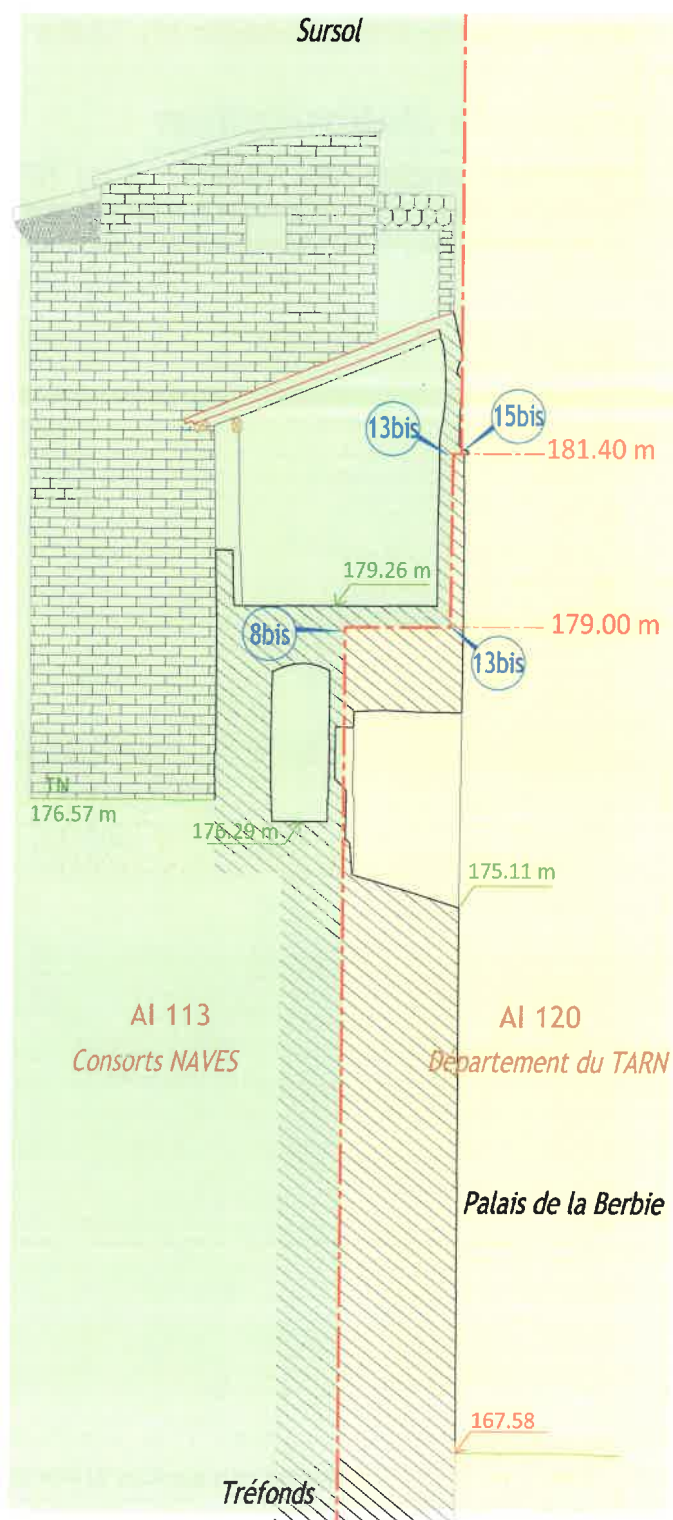 Sursol
15bis
13bis
181.40 m
179.26 m
179.00 m
8bis
13bis
TN
176.57 m
176.29 m
175.11 m
AI 113
AI 120
Consorts NAVES
Département du TARN
Palais de la Berbie
167.58
Tréfonds